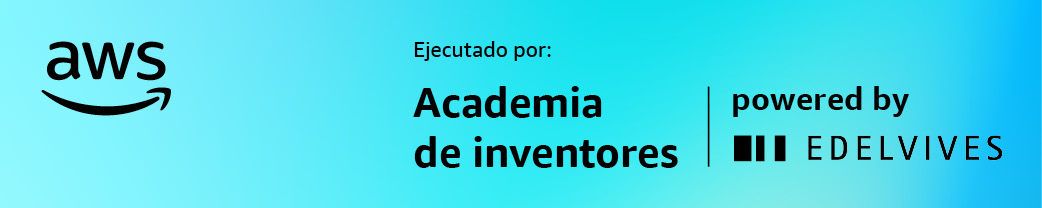 aws
Ejecutado por:
Academia
de inventores
powered by
EDELVIVES